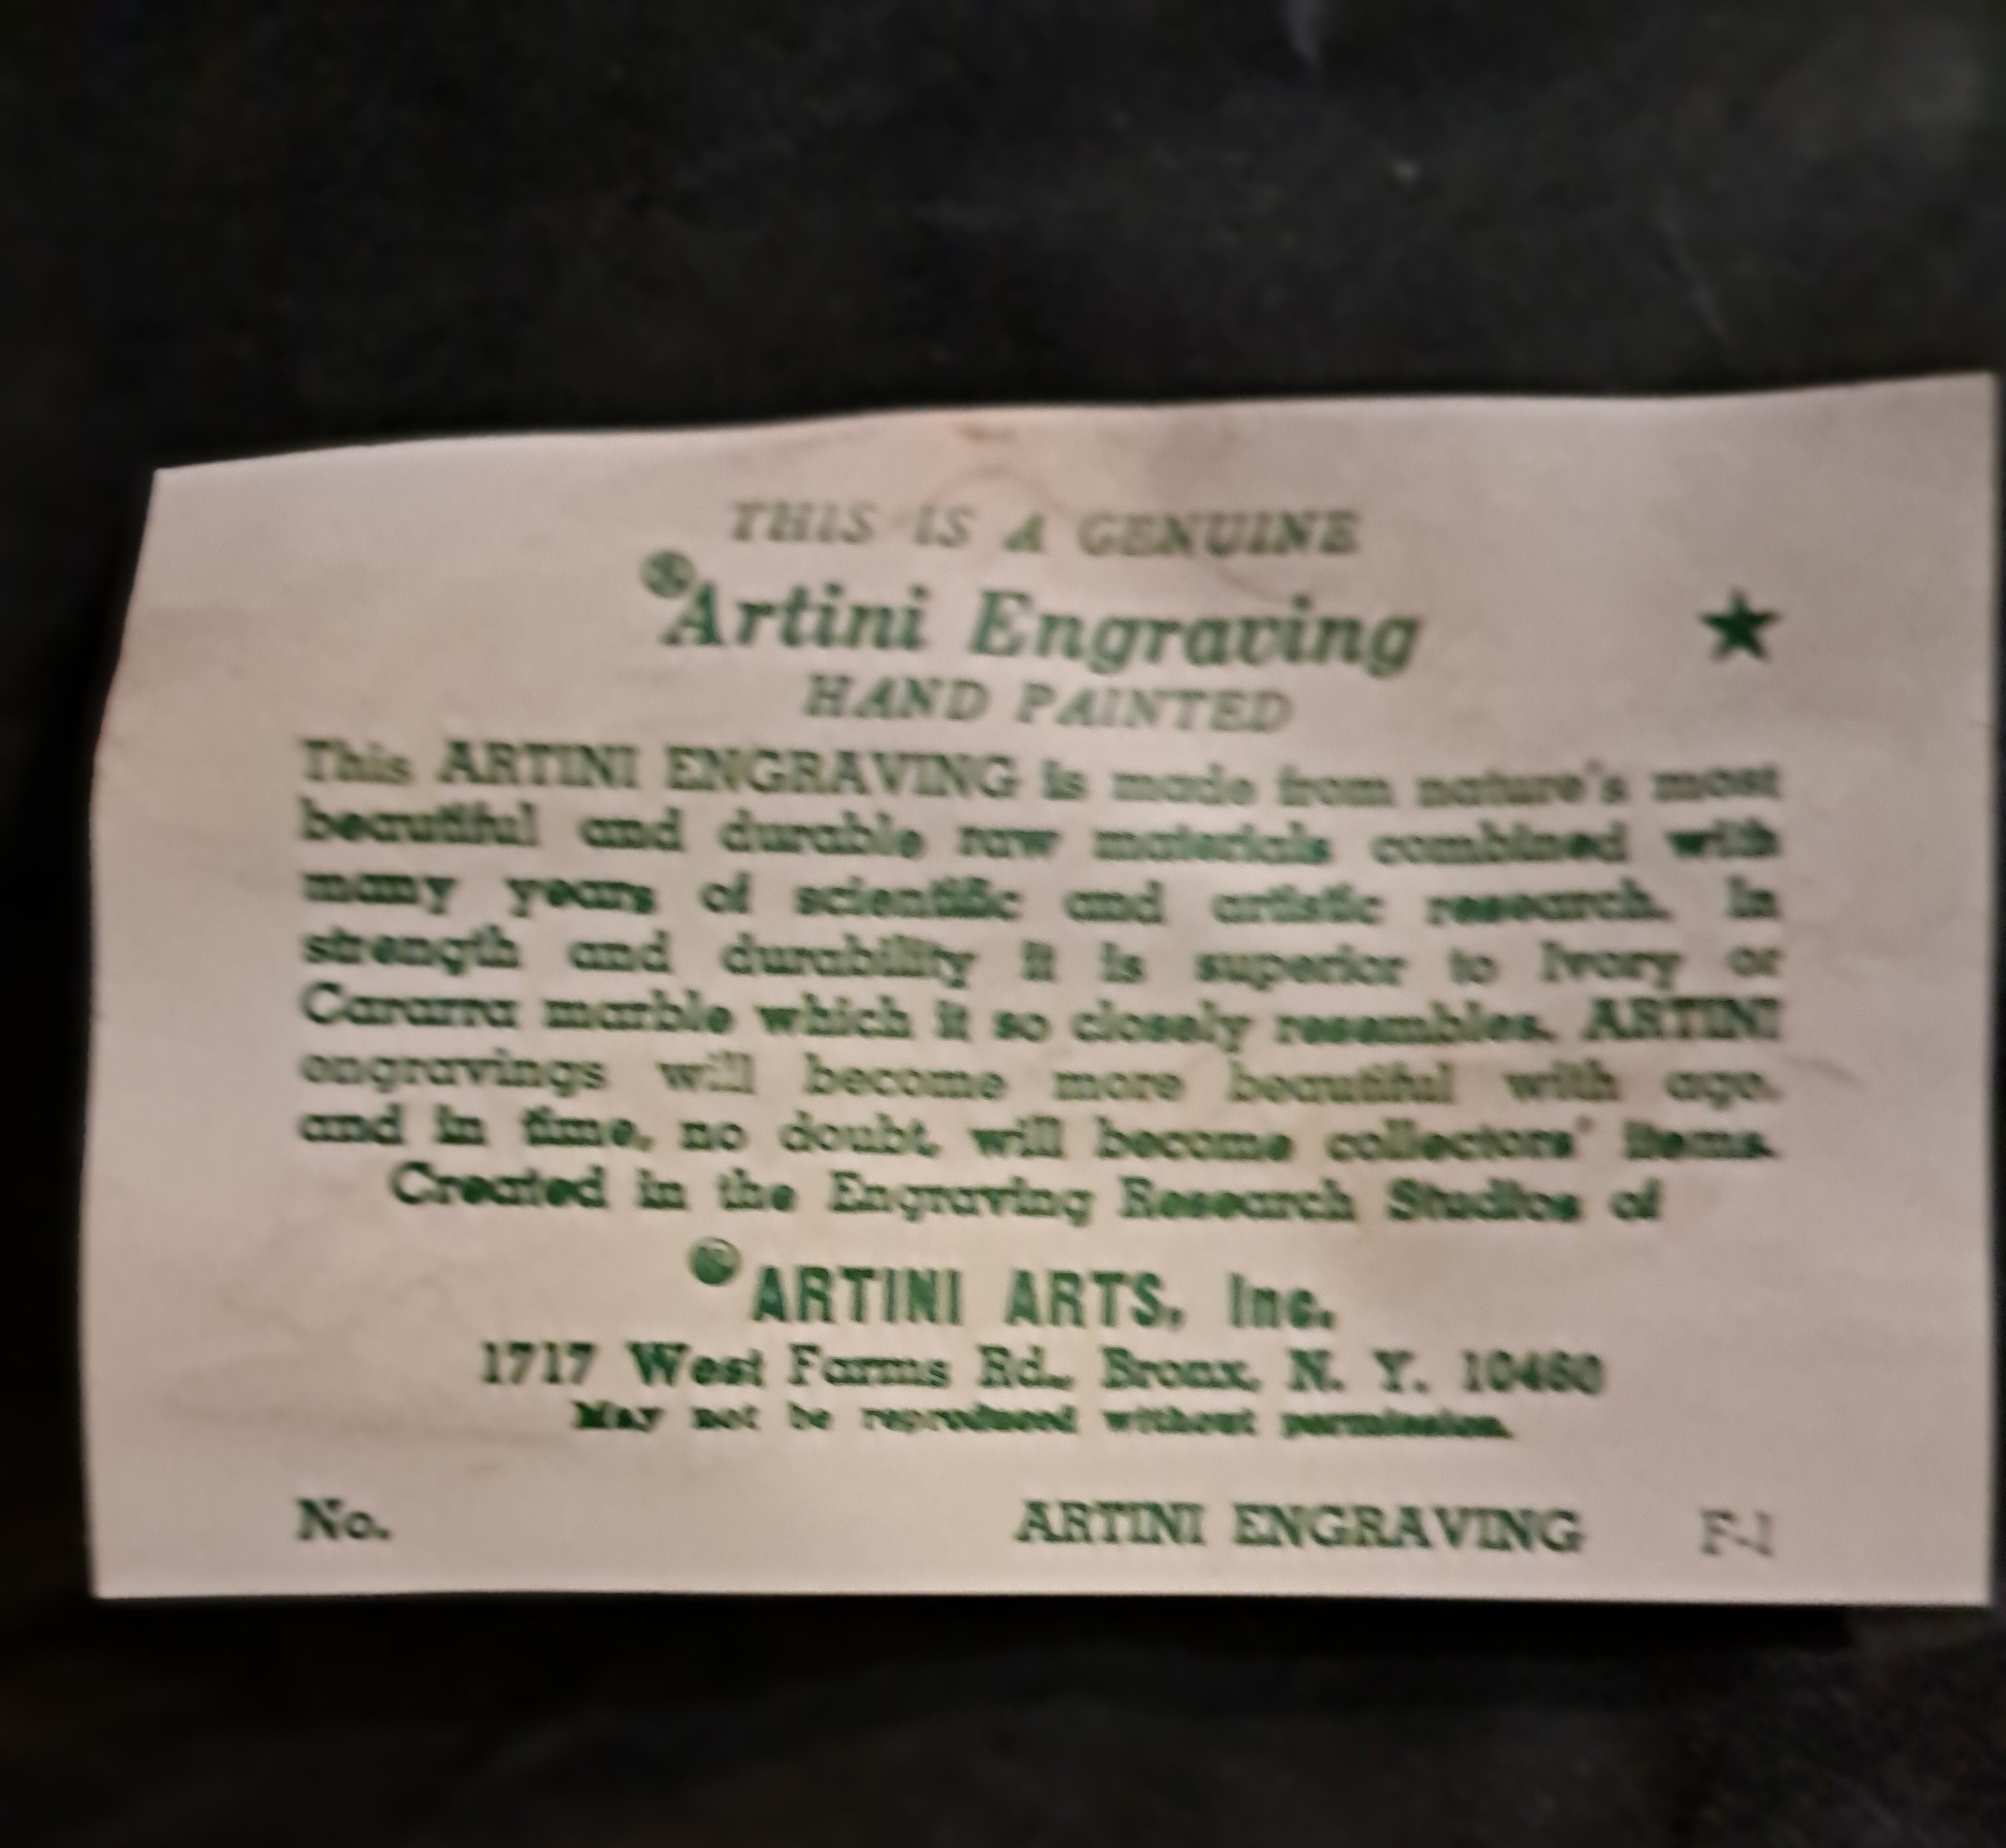 THIS IS A GENUINE
®Artini Engraving
★
HAND PAINTED
This ARTINI ENGRAVING is made from nature's most
beautiful and durable raw materials combined with
many years of scientific and artistic research. In
strength and durability it is superior to Ivory or
Cararra marble which it so closely resembles. ARTINI
engravings will become more beautiful with age,
and in time, no doubt, will become collectors' items.
Created in the Engraving Research Studios of
©ARTINI ARTS, Inc.
1717 West Farms Rd., Bronx, N. Y. 10460
May not be reproduced without permission.
No. ARTINI ENGRAVING F-1